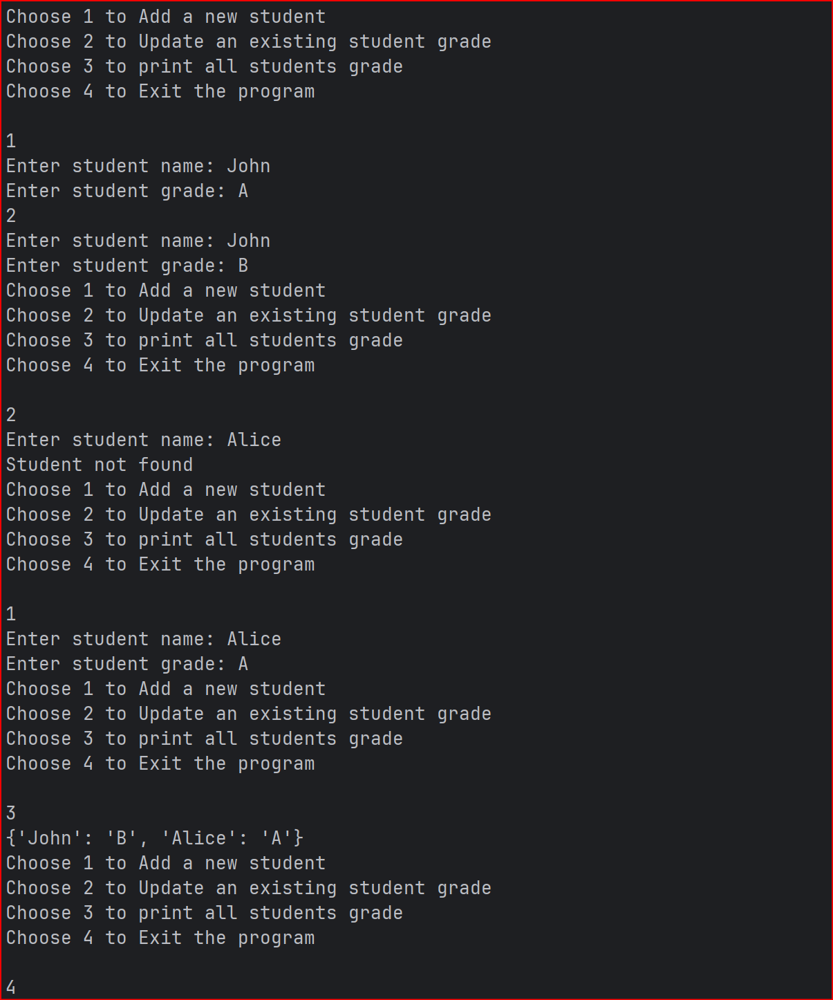 Choose 1 to Add a new student
Choose 2 to Update an existing student grade
Choose 3 to print all students grade
Choose 4 to Exit the program
1
Enter student name: John
Enter student grade: A
2
Enter student name: John
Enter student grade: B
Choose 1 to Add a new student
Choose 2 to Update an existing student grade
Choose 3 to print all students grade
Choose 4 to Exit the program
2
Enter student name: Alice
Student not found
Choose 1 to Add a new student
Choose 2 to Update an existing student grade
Choose 3 to print all students grade
Choose 4 to Exit the program
1
Enter student name: Alice
Enter student grade: A
Choose 1 to Add a new student
Choose 2 to Update an existing student grade
Choose 3 to print all students grade
Choose 4 to Exit the program
3
{'John': 'B', 'Alice': 'A'}
Choose 1 to Add a new student
Choose 2 to Update an existing student grade
Choose 3 to print all students grade
Choose 4 to Exit the program
4